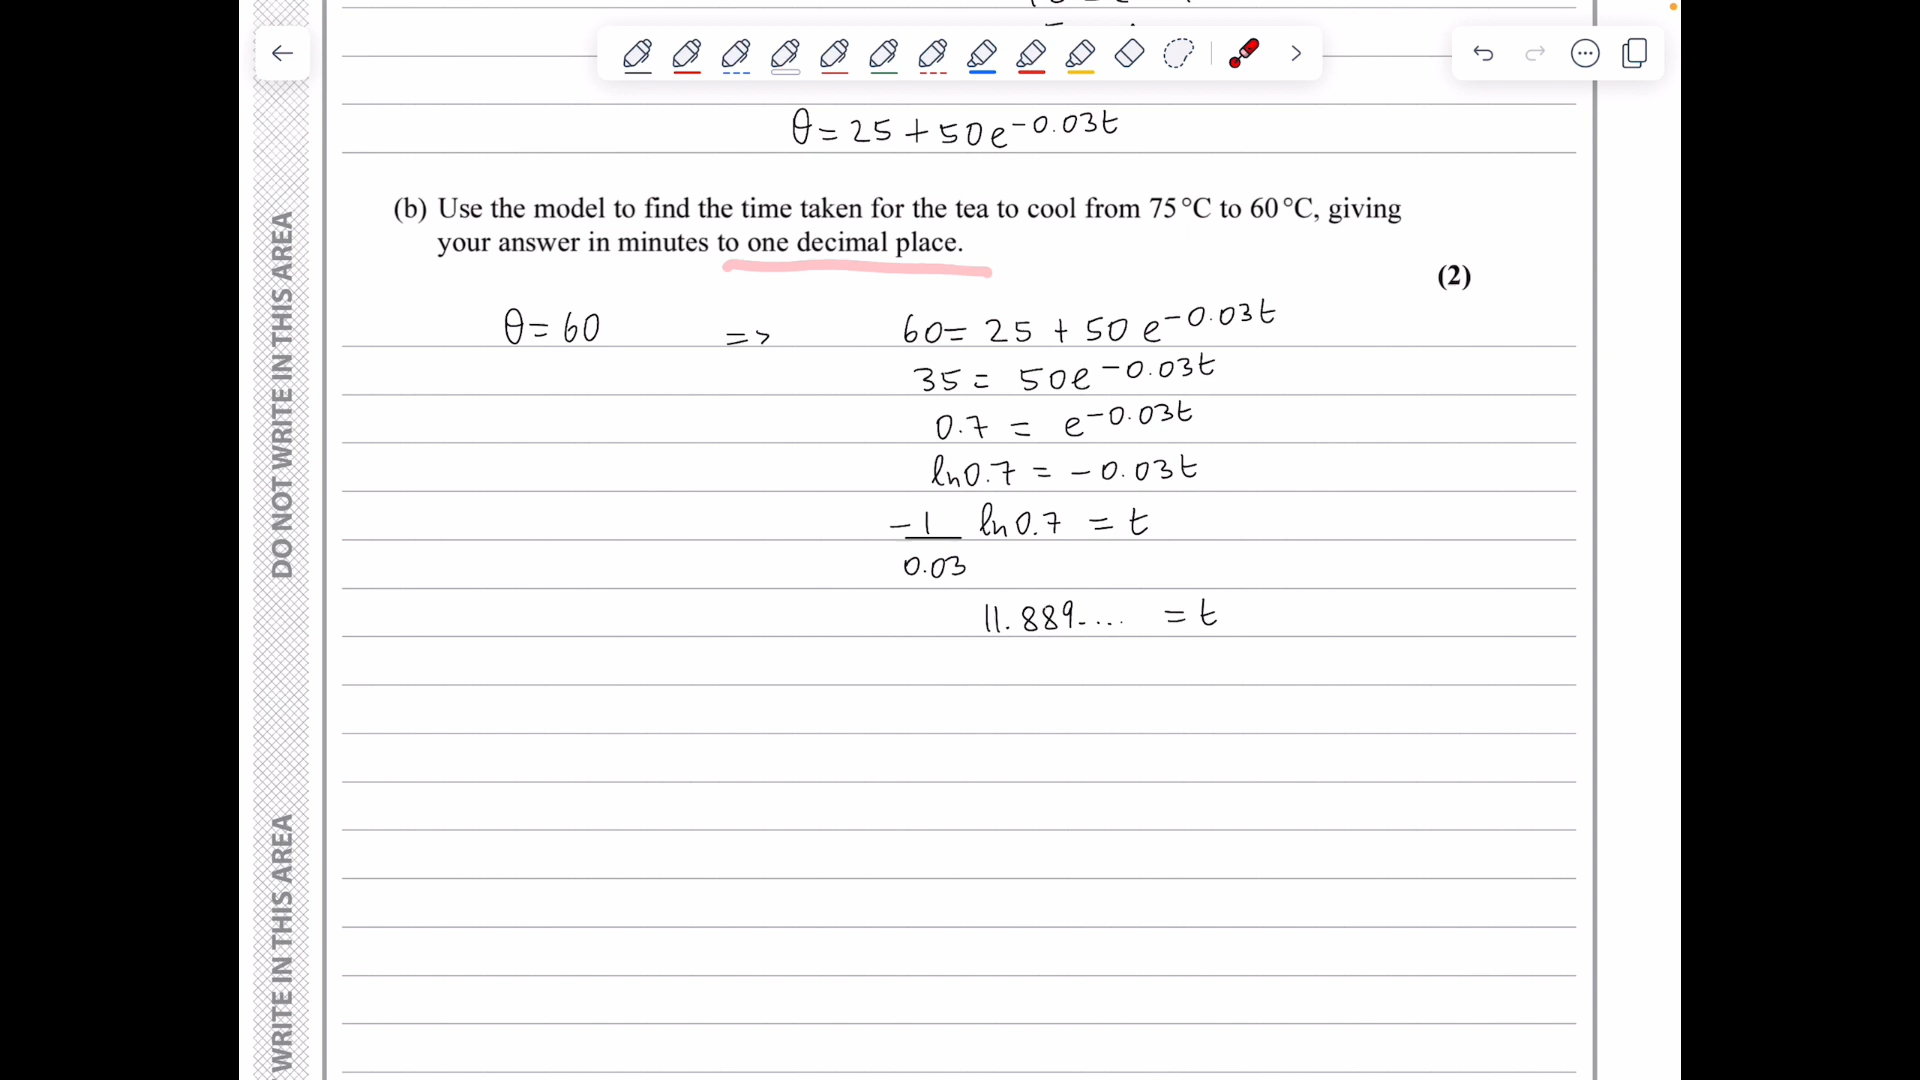 θ = 25 + 50e^-0.03t
(b) Use the model to find the time taken for the tea to cool from 75 °C to 60 °C, giving
your answer in minutes to one decimal place.
(2)
θ = 60 => 60 = 25 + 50e^-0.03t
35 = 50e^-0.03t
0.7 = e^-0.03t
ln0.7 = -0.03t
-1/0.03 ln0.7 = t
11.889.... = t
DO NOT WRITE IN THIS AREA
WRITE IN THIS AREA